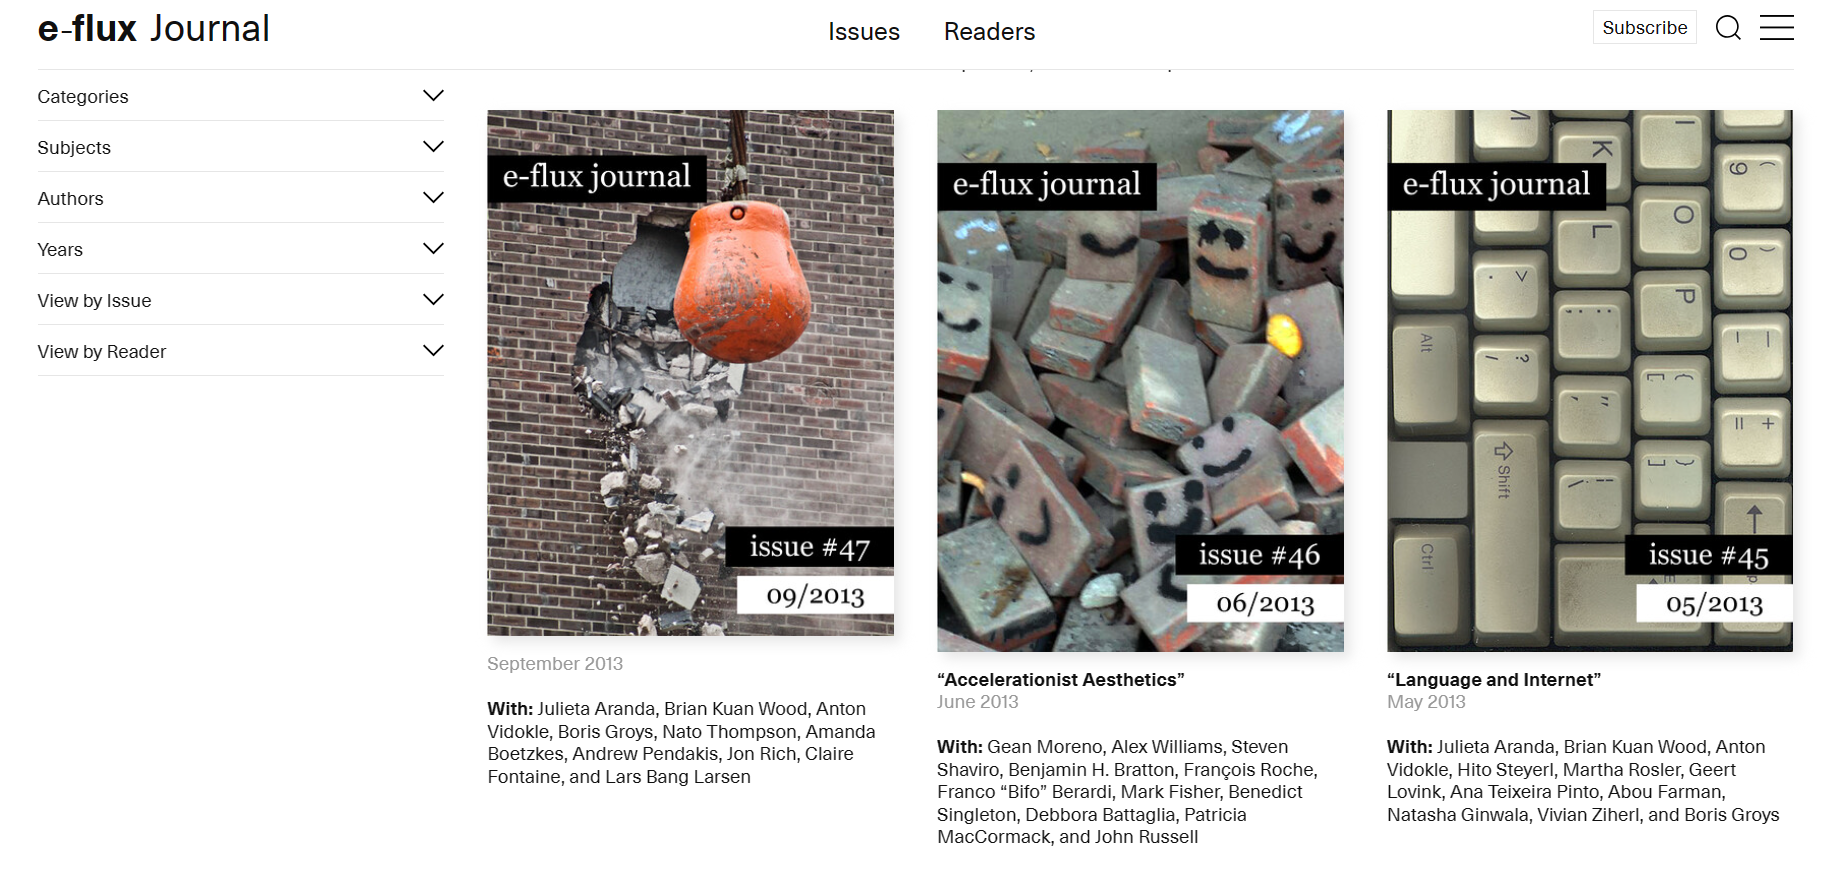 e-flux Journal
Issues
Readers
Subscribe
Categories
Subjects
Authors
Years
View by Issue
View by Reader
e-flux journal
issue #47
09/2013
September 2013
With: Julieta Aranda, Brian Kuan Wood, Anton
Vidokle, Boris Groys, Nato Thompson, Amanda
Boetzkes, Andrew Pendakis, Jon Rich, Claire
Fontaine, and Lars Bang Larsen
e-flux journal
issue #46
06/2013
“Accelerationist Aesthetics”
June 2013
With: Gean Moreno, Alex Williams, Steven
Shaviro, Benjamin H. Bratton, François Roche,
Franco “Bifo” Berardi, Mark Fisher, Benedict
Singleton, Debbora Battaglia, Patricia
MacCormack, and John Russell
e-flux journal
K
L
O
P
I
9 (
0 )
. >
/ ?
; :
' "
[ {
] }
\ ¦
- _
= +
Alt
Shift
Ctrl
issue #45
05/2013
“Language and Internet”
May 2013
With: Julieta Aranda, Brian Kuan Wood, Anton
Vidokle, Hito Steyerl, Martha Rosler, Geert
Lovink, Ana Teixeira Pinto, Abou Farman,
Natasha Ginwala, Vivian Ziherl, and Boris Groys